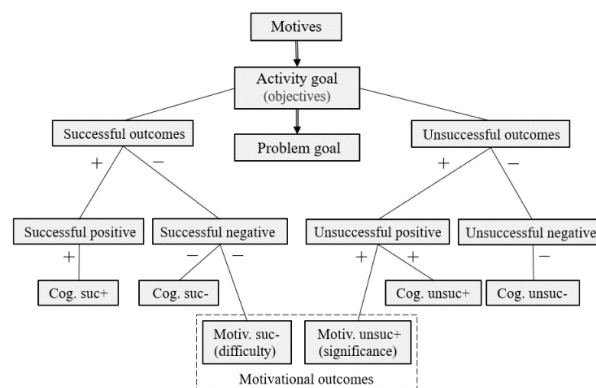 Motives
Activity goal
(objectives)
Successful outcomes
Unsuccessful outcomes
Problem goal
+ − + −
Successful positive
Successful negative
Unsuccessful positive
Unsuccessful negative
+ − − + + −
Cog. suc+
Cog. suc-
Cog. unsuc+
Cog. unsuc-
Motiv. suc-
(difficulty)
Motiv. unsuc+
(significance)
Motivational outcomes